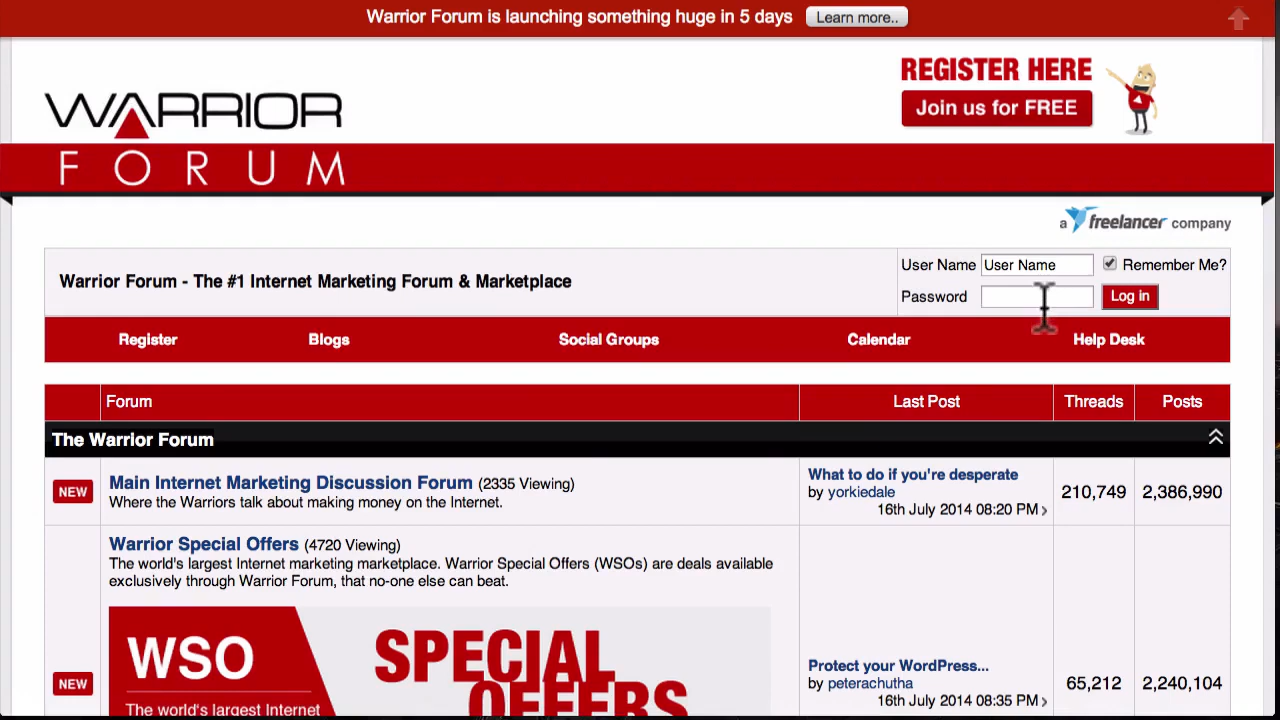 Warrior Forum is launching something huge in 5 days Learn more..
REGISTER HERE
Join us for FREE
WARRIOR
FORUM
a freelancer company
Warrior Forum - The #1 Internet Marketing Forum & Marketplace
User Name User Name Remember Me?
Password Log in
Register Blogs Social Groups Calendar Help Desk
Forum Last Post Threads Posts
The Warrior Forum
NEW
Main Internet Marketing Discussion Forum (2335 Viewing)
Where the Warriors talk about making money on the Internet.
What to do if you're desperate
by yorkiedale
16th July 2014 08:20 PM
210,749 2,386,990
Warrior Special Offers (4720 Viewing)
The world's largest Internet marketing marketplace. Warrior Special Offers (WSOs) are deals available
exclusively through Warrior Forum, that no-one else can beat.
NEW
WSO
The world's largest Internet
SPECIAL
OFFERS
Protect your WordPress...
by peterachutha
16th July 2014 08:35 PM
65,212 2,240,104